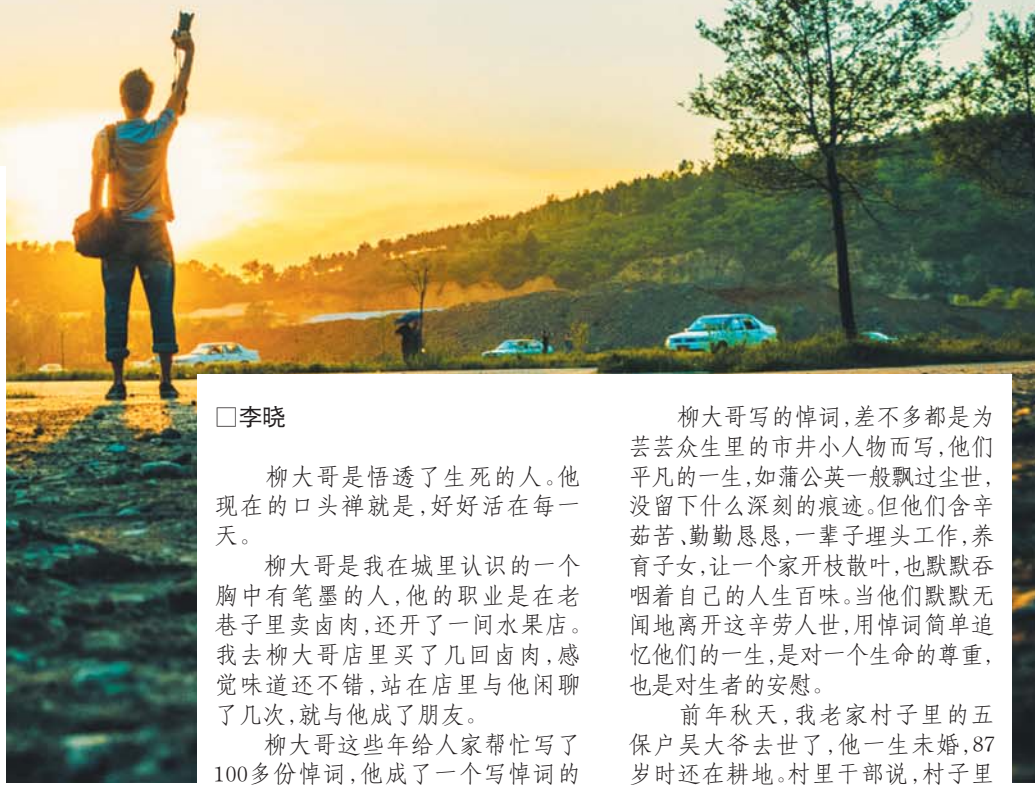 □李晓
柳大哥是悟透了生死的人。他
现在的口头禅就是,好好活在每一
天。
柳大哥是我在城里认识的一个
胸中有笔墨的人,他的职业是在老
巷子里卖卤肉,还开了一间水果店。
我去柳大哥店里买了几回卤肉,感
觉味道还不错,站在店里与他闲聊
了几次,就与他成了朋友。
柳大哥这些年给人家帮忙写了
100多份悼词,他成了一个写悼词的
柳大哥写的悼词,差不多都是为
芸芸众生里的市井小人物而写,他们
平凡的一生,如蒲公英一般飘过尘世,
没留下什么深刻的痕迹。但他们含辛
茹苦、勤勤恳恳,一辈子埋头工作,养
育子女,让一个家开枝散叶,也默默吞
咽着自己的人生百味。当他们默默无
闻地离开这辛劳人世,用悼词简单追
忆他们的一生,是对一个生命的尊重,
也是对生者的安慰。
前年秋天,我老家村子里的五
保户吴大爷去世了,他一生未婚,87
岁时还在耕地。村里干部说,村子里